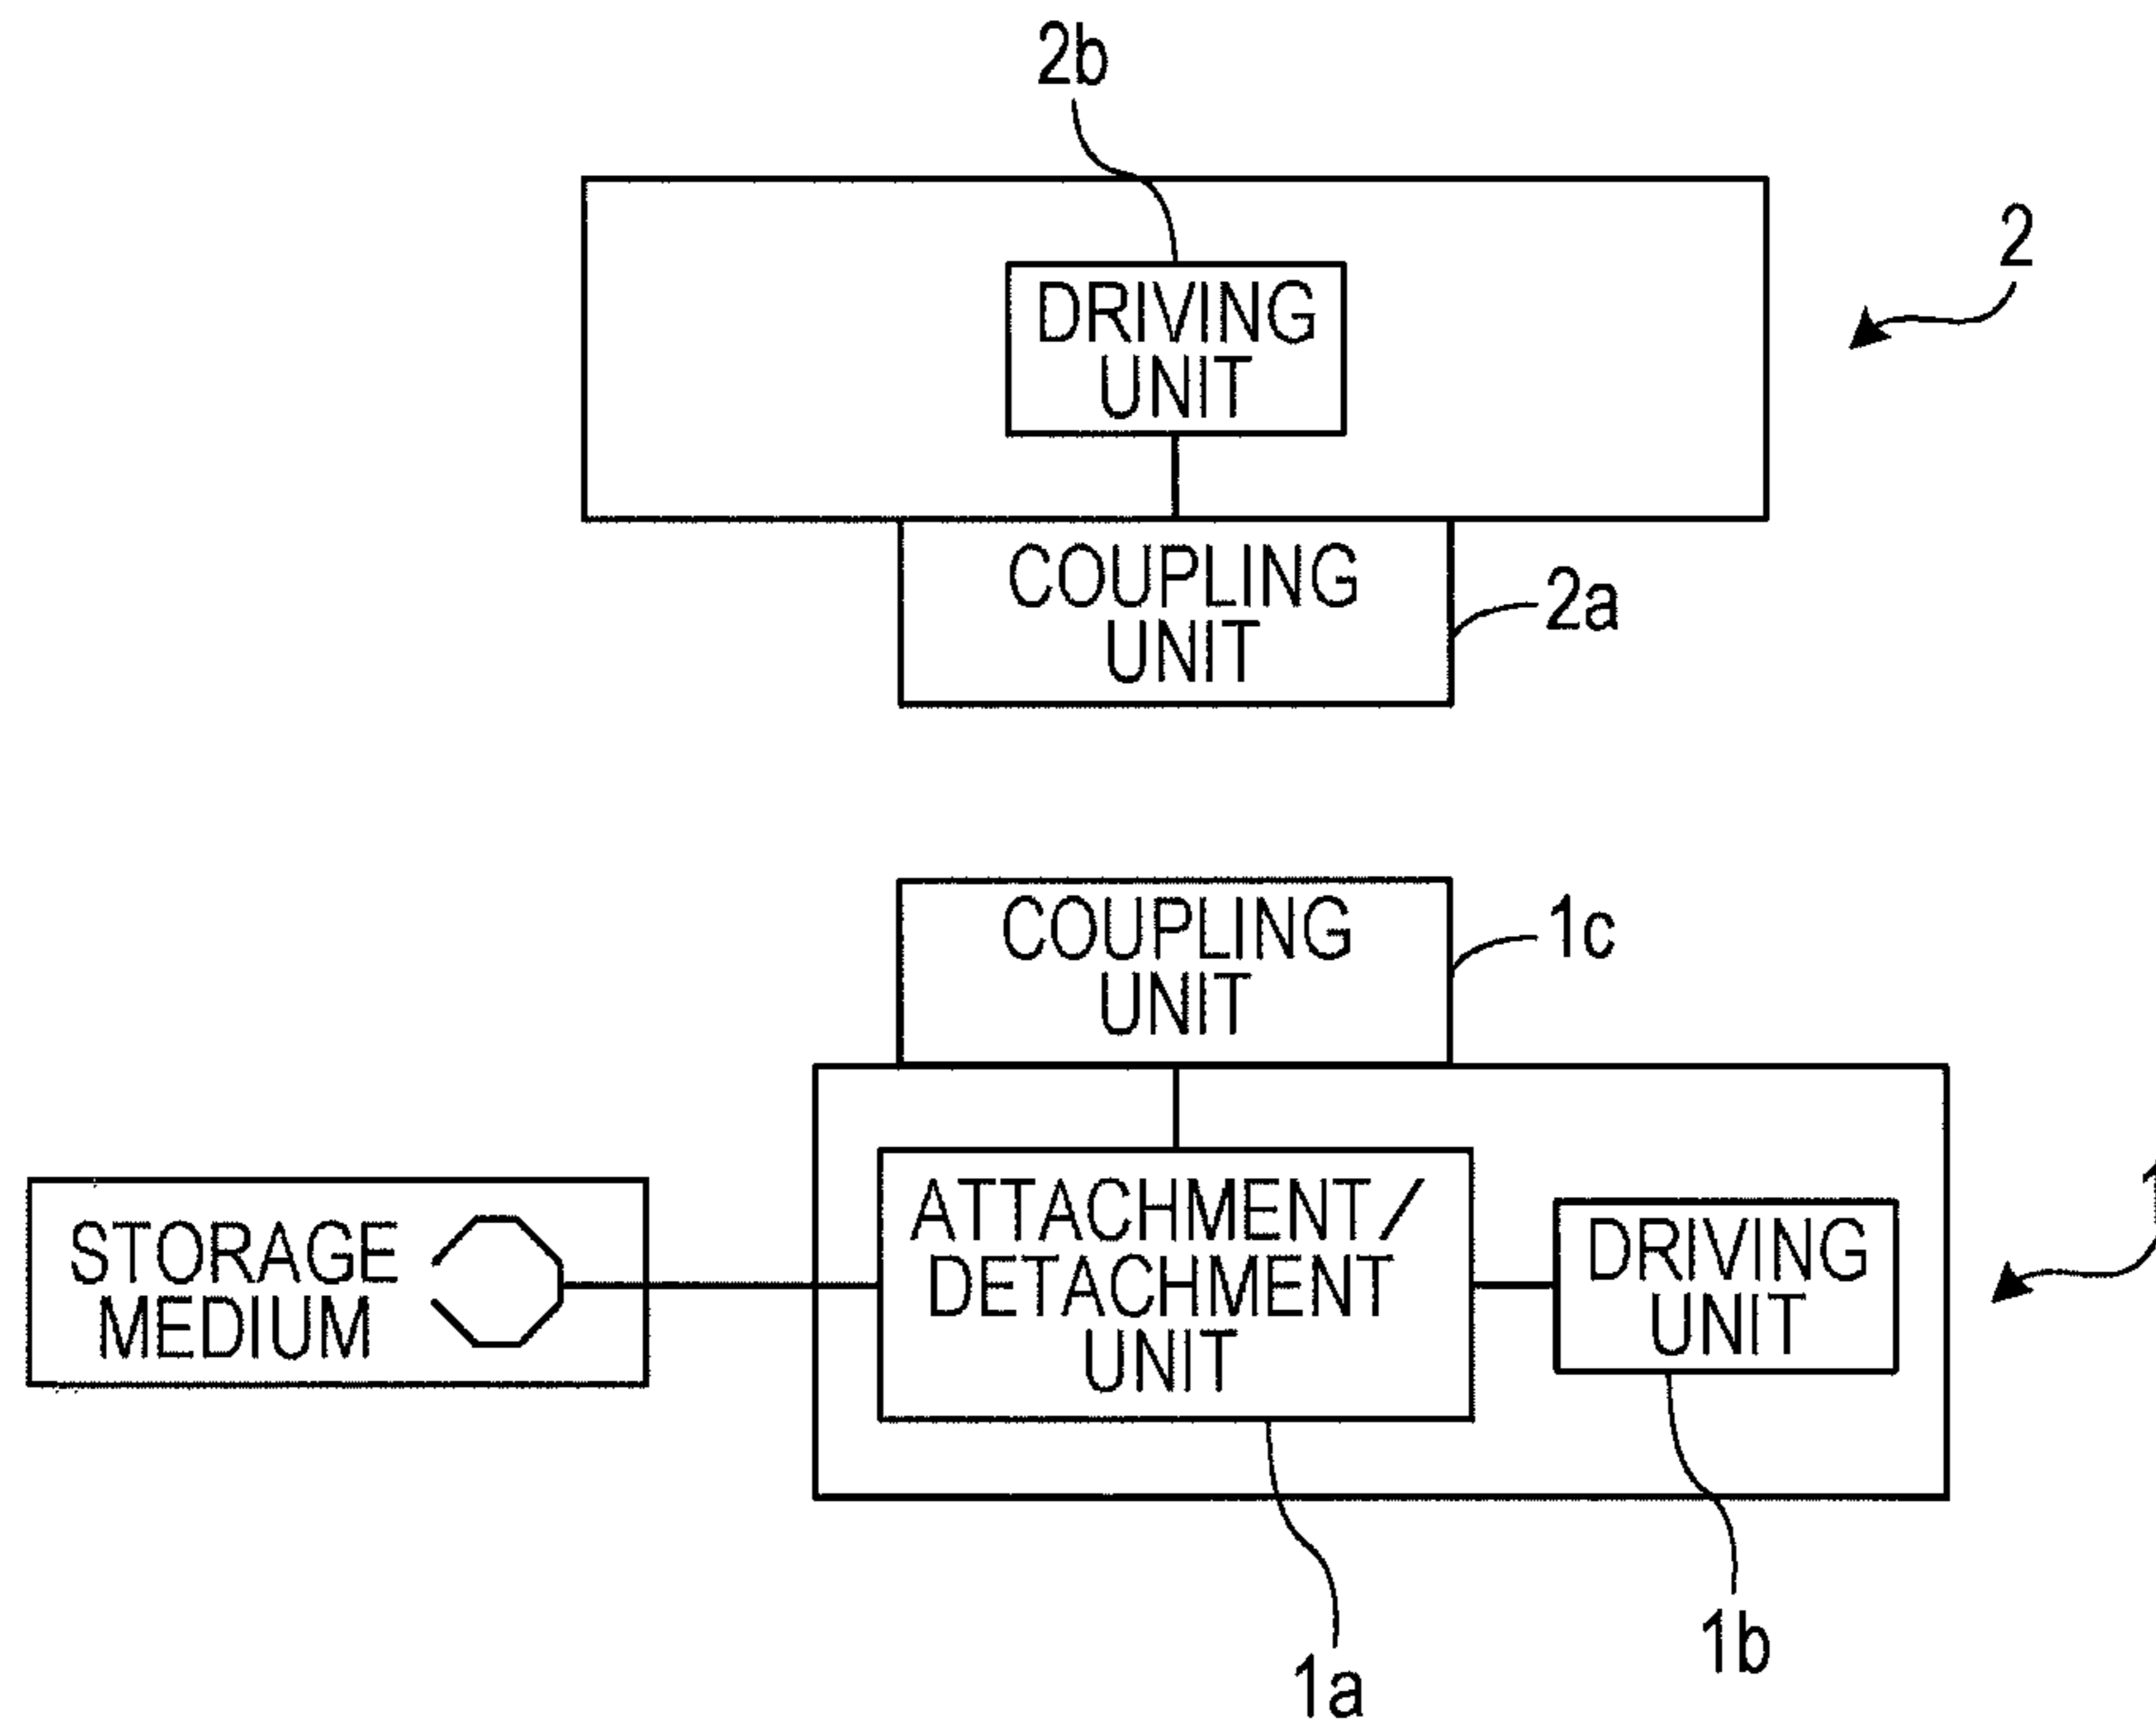 2b
2
DRIVING
UNIT
COUPLING
UNIT
2a
COUPLING
UNIT
1c
STORAGE
MEDIUM
ATTACHMENT/
DETACHMENT
UNIT
DRIVING
UNIT
1b
1a